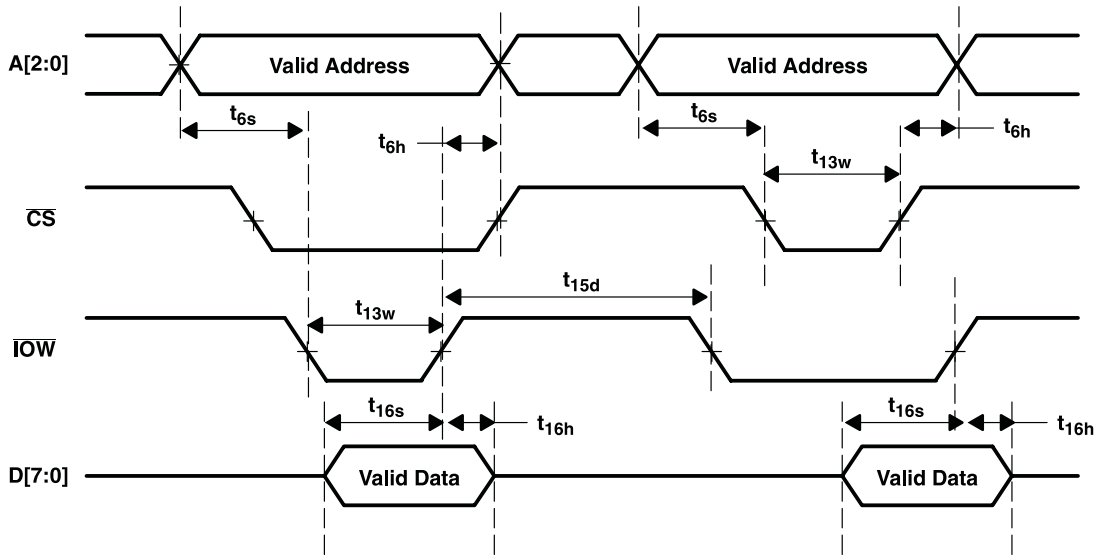 A[2:0] Valid Address Valid Address
t6s t6h t6s t6h
t13w
CS
t15d
t13w
IOW
t16s t16h t16s t16h
D[7:0] Valid Data Valid Data